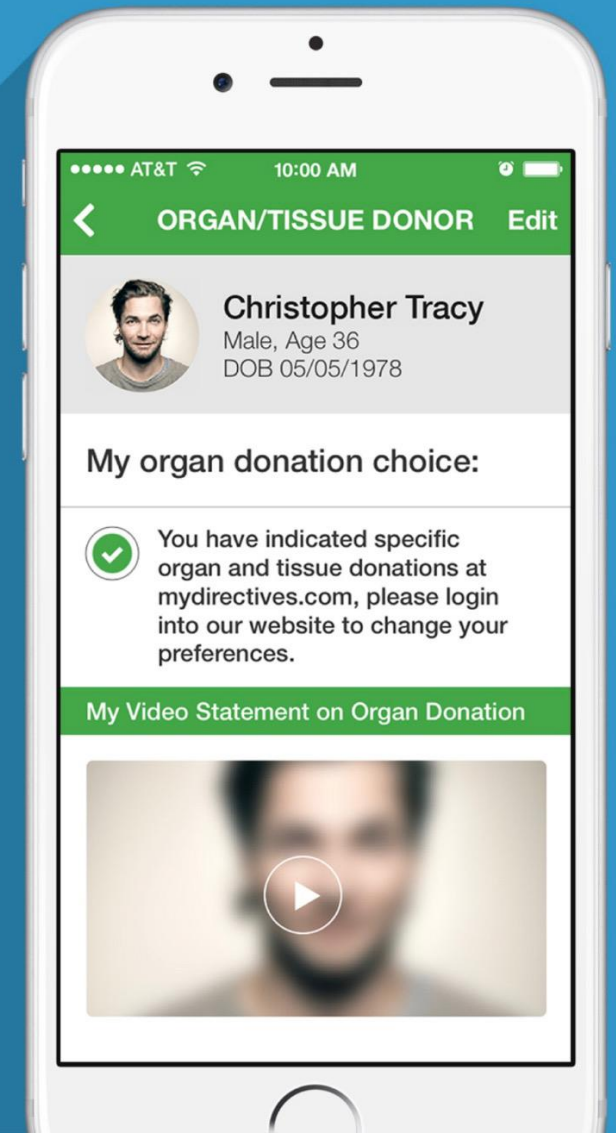 AT&T 10:00 AM
ORGAN/TISSUE DONOR Edit
Christopher Tracy
Male, Age 36
DOB 05/05/1978
My organ donation choice:
You have indicated specific
organ and tissue donations at
mydirectives.com, please login
into our website to change your
preferences.
My Video Statement on Organ Donation